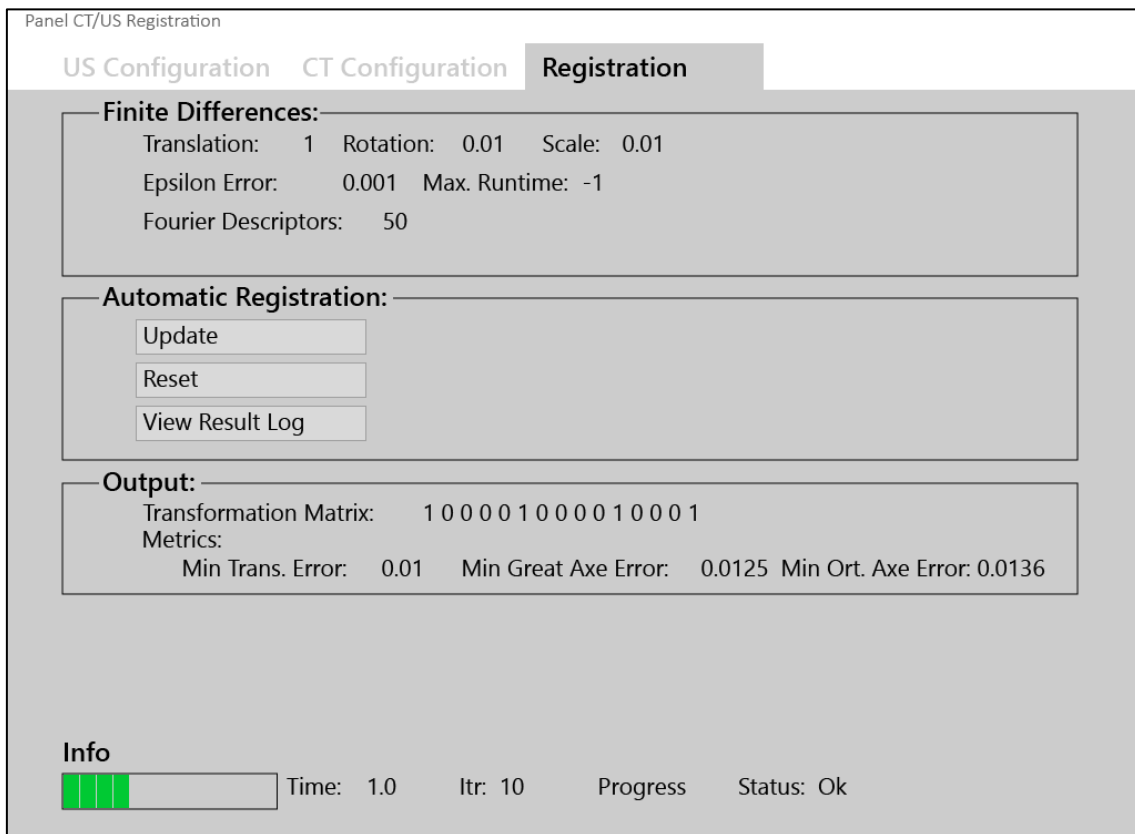 Panel CT/US Registration
US Configuration CT Configuration Registration
Finite Differences:
Translation: 1 Rotation: 0.01 Scale: 0.01
Epsilon Error: 0.001 Max. Runtime: -1
Fourier Descriptors: 50
Automatic Registration:
Update
Reset
View Result Log
Output:
Transformation Matrix: 1 0 0 0 0 1 0 0 0 0 1 0 0 0 1
Metrics:
Min Trans. Error: 0.01 Min Great Axe Error: 0.0125 Min Ort. Axe Error: 0.0136
Info
Time: 1.0 Itr: 10 Progress Status: Ok